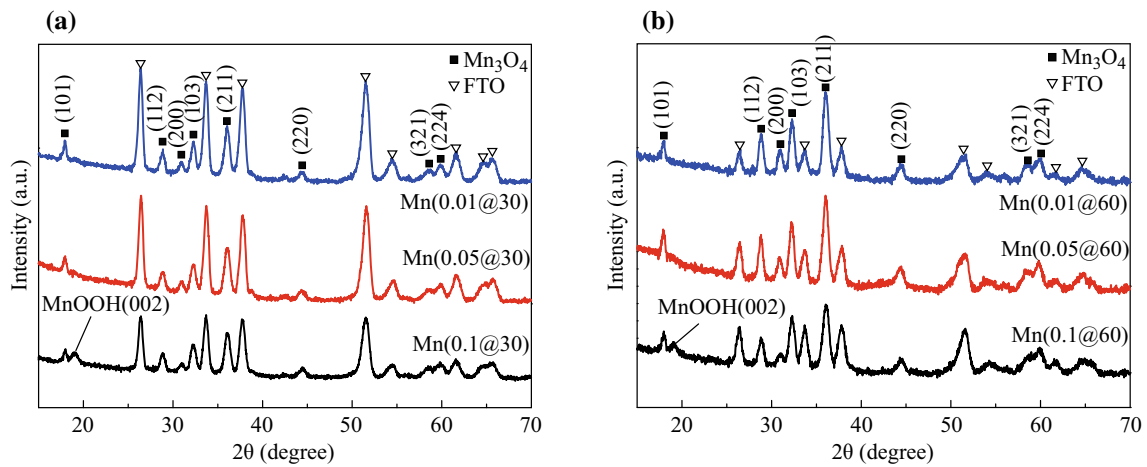 (a)
■ Mn₃O₄
▽ FTO
(101)
(112)
(200)
(103)
(211)
(220)
(321)
(224)
Mn(0.01@30)
Mn(0.05@30)
MnOOH(002)
Mn(0.1@30)
Intensity (a.u.)
20 30 40 50 60 70
2θ (degree)
(b)
■ Mn₃O₄
▽ FTO
(101)
(112)
(200)
(103)
(211)
(220)
(321)
(224)
Mn(0.01@60)
Mn(0.05@60)
MnOOH(002)
Mn(0.1@60)
Intensity (a.u.)
20 30 40 50 60 70
2θ (degree)